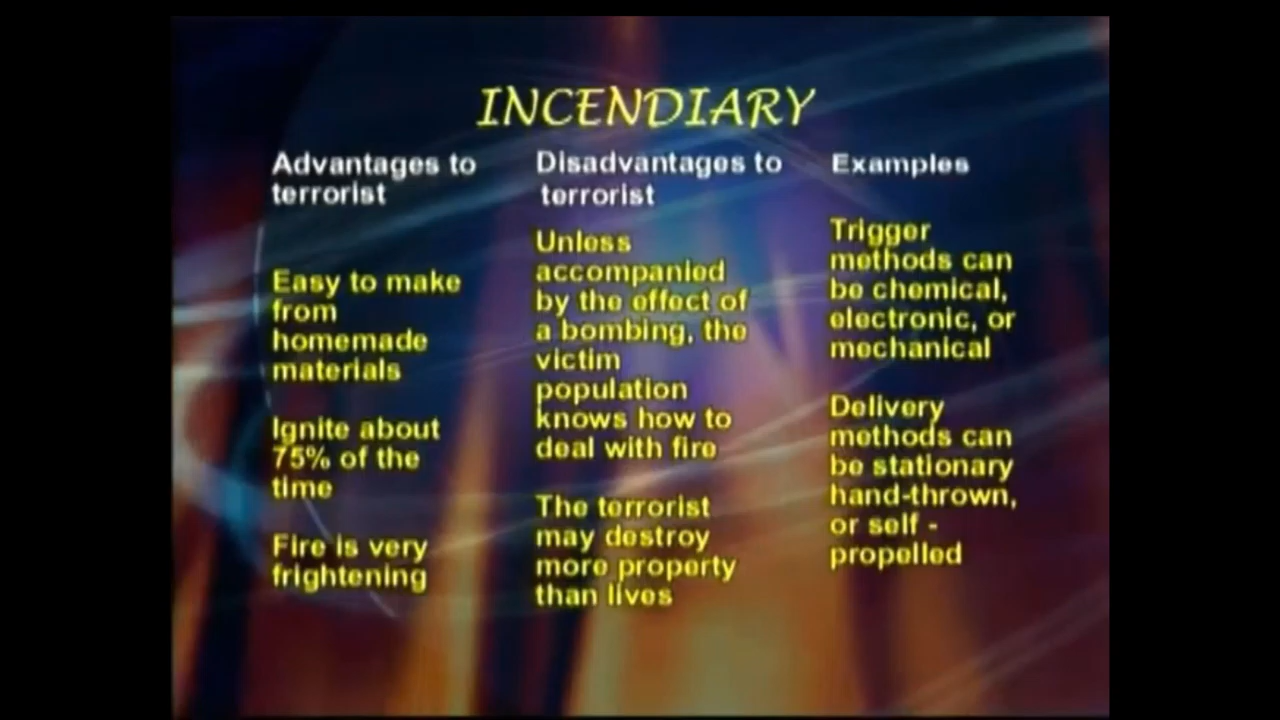 INCENDIARY
Advantages to
terrorist
Easy to make
from
homemade
materials
Ignite about
75% of the
time
Fire is very
frightening
Disadvantages to
terrorist
Unless
accompanied
by the effect of
a bombing, the
victim
population
knows how to
deal with fire
The terrorist
may destroy
more property
than lives
Examples
Trigger
methods can
be chemical,
electronic, or
mechanical
Delivery
methods can
be stationary
hand-thrown,
or self -
propelled